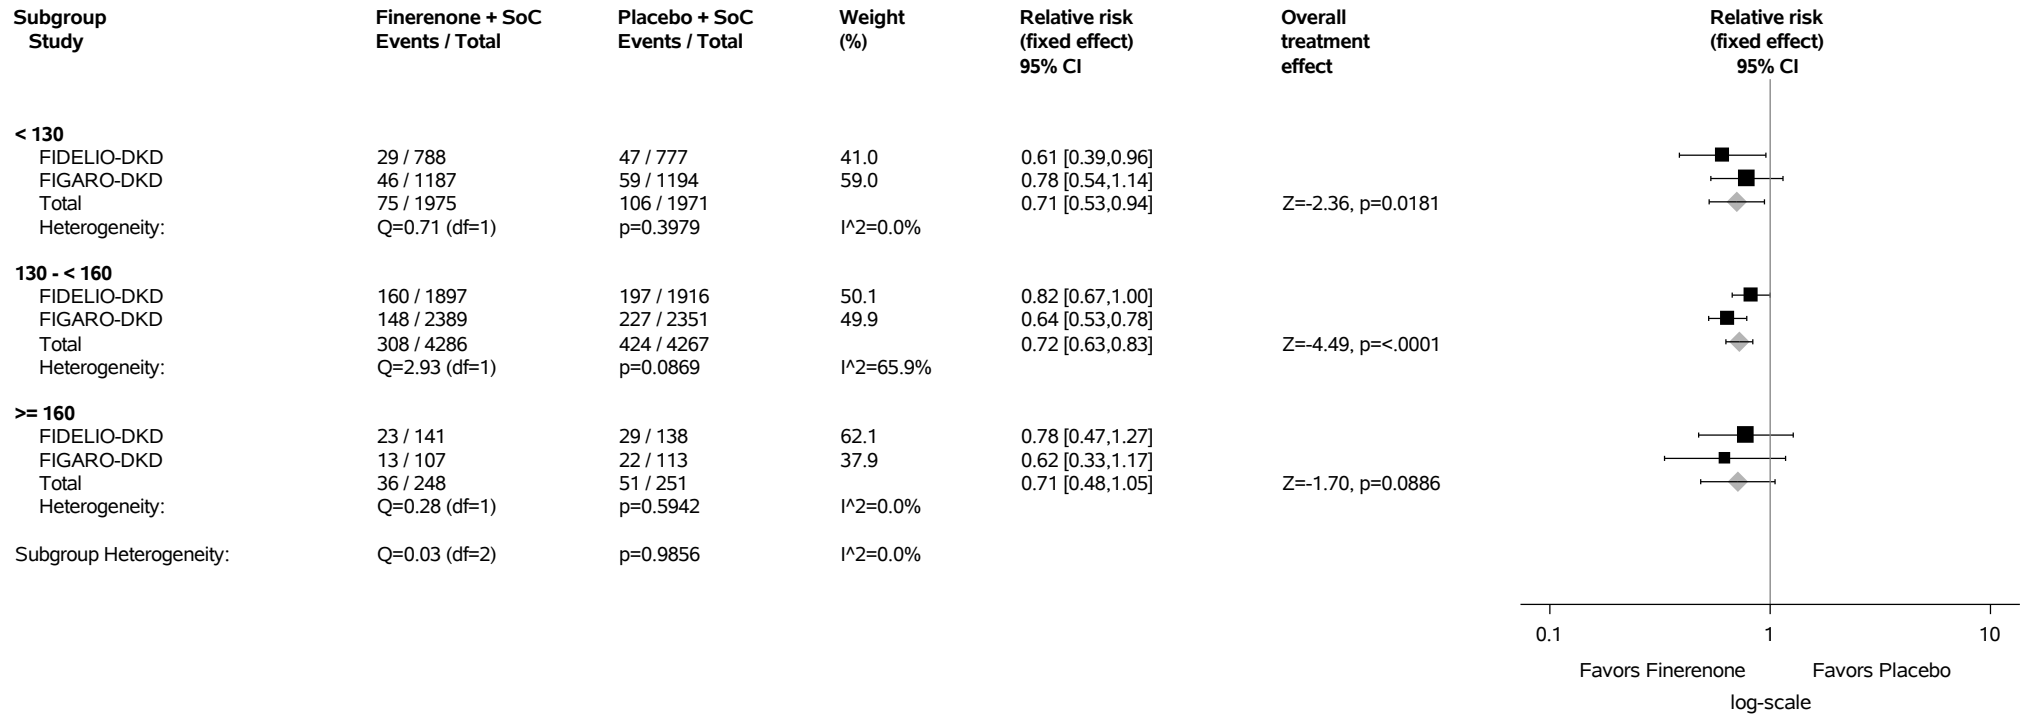 Subgroup Finerenone + SoC Placebo + SoC Weight Relative risk Overall Relative risk
Study Events / Total Events / Total (%) (fixed effect) treatment (fixed effect)
95% CI effect 95% CI
< 130
FIDELIO-DKD 29 / 788 47 / 777 41.0 0.61 [0.39,0.96]
FIGARO-DKD 46 / 1187 59 / 1194 59.0 0.78 [0.54,1.14]
Total 75 / 1975 106 / 1971 0.71 [0.53,0.94] Z=-2.36, p=0.0181
Heterogeneity: Q=0.71 (df=1) p=0.3979 I^2=0.0%
130 - < 160
FIDELIO-DKD 160 / 1897 197 / 1916 50.1 0.82 [0.67,1.00]
FIGARO-DKD 148 / 2389 227 / 2351 49.9 0.64 [0.53,0.78]
Total 308 / 4286 424 / 4267 0.72 [0.63,0.83] Z=-4.49, p=<.0001
Heterogeneity: Q=2.93 (df=1) p=0.0869 I^2=65.9%
>= 160
FIDELIO-DKD 23 / 141 29 / 138 62.1 0.78 [0.47,1.27]
FIGARO-DKD 13 / 107 22 / 113 37.9 0.62 [0.33,1.17]
Total 36 / 248 51 / 251 0.71 [0.48,1.05] Z=-1.70, p=0.0886
Heterogeneity: Q=0.28 (df=1) p=0.5942 I^2=0.0%
Subgroup Heterogeneity: Q=0.03 (df=2) p=0.9856 I^2=0.0%
0.1 1 10
Favors Finerenone Favors Placebo
log-scale